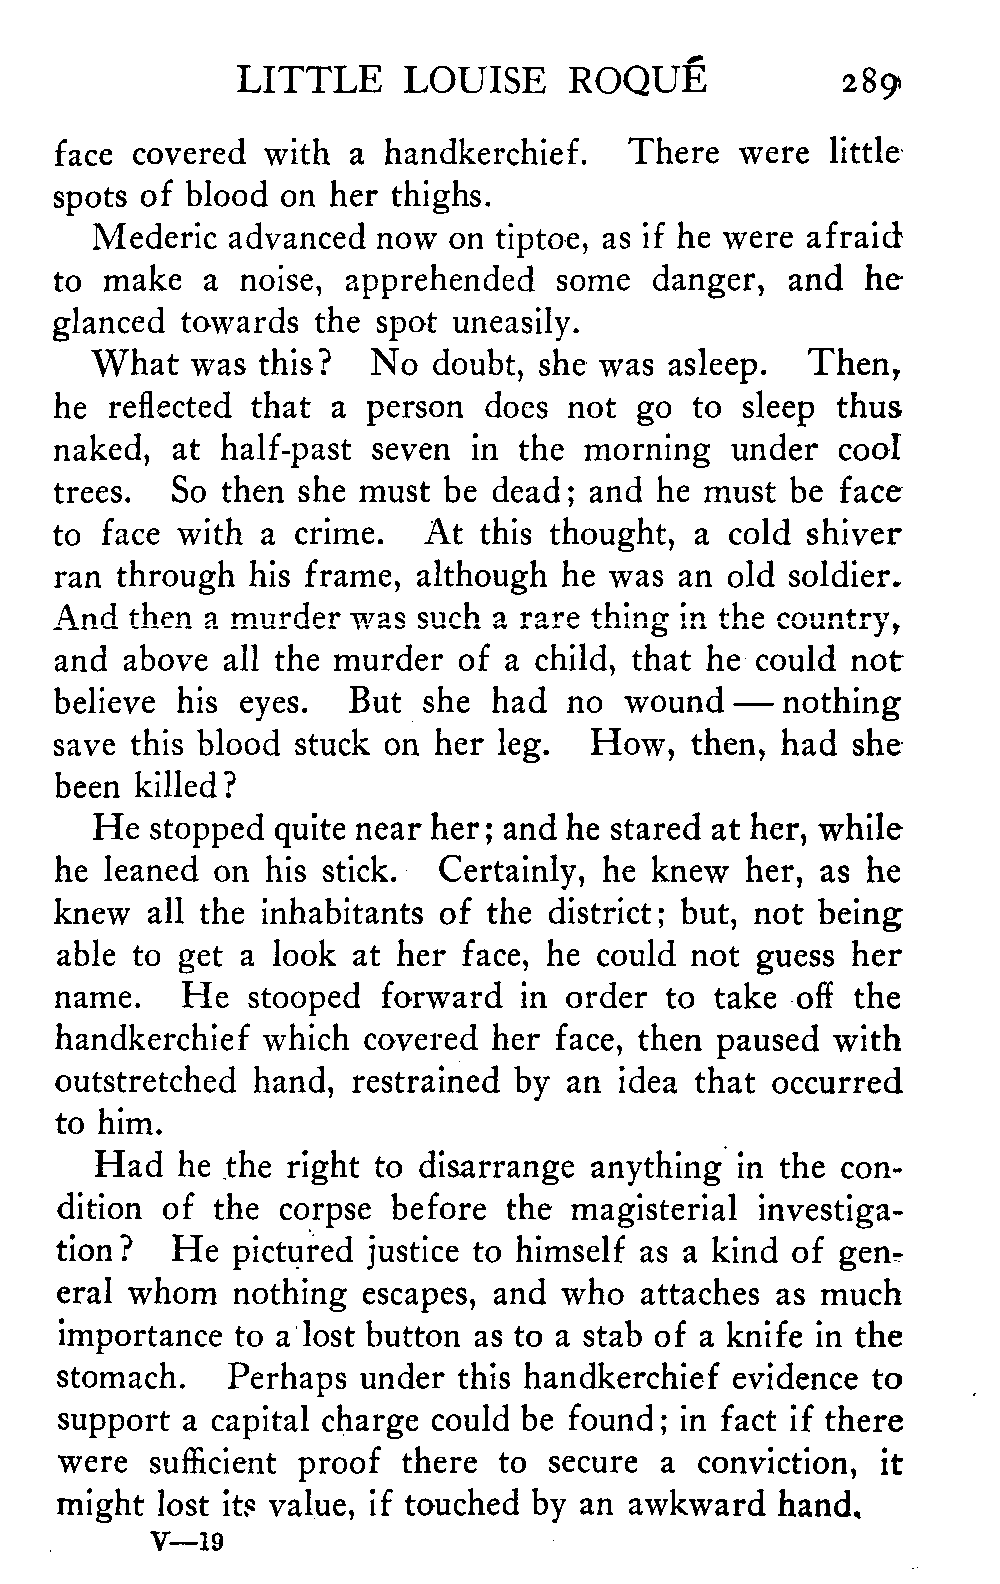 LITTLE LOUISE ROQUÉ 289
face covered with a handkerchief. There were little
spots of blood on her thighs.
Mederic advanced now on tiptoe, as if he were afraid
to make a noise, apprehended some danger, and he
glanced towards the spot uneasily.
What was this? No doubt, she was asleep. Then,
he reflected that a person does not go to sleep thus
naked, at half-past seven in the morning under cool
trees. So then she must be dead; and he must be face
to face with a crime. At this thought, a cold shiver
ran through his frame, although he was an old soldier.
And then a murder was such a rare thing in the country,
and above all the murder of a child, that he could not
believe his eyes. But she had no wound — nothing
save this blood stuck on her leg. How, then, had she
been killed?
He stopped quite near her; and he stared at her, while
he leaned on his stick. Certainly, he knew her, as he
knew all the inhabitants of the district; but, not being
able to get a look at her face, he could not guess her
name. He stooped forward in order to take off the
handkerchief which covered her face, then paused with
outstretched hand, restrained by an idea that occurred
to him.
Had he the right to disarrange anything in the con-
dition of the corpse before the magisterial investiga-
tion? He pictured justice to himself as a kind of gen-
eral whom nothing escapes, and who attaches as much
importance to a lost button as to a stab of a knife in the
stomach. Perhaps under this handkerchief evidence to
support a capital charge could be found; in fact if there
were sufficient proof there to secure a conviction, it
might lost its value, if touched by an awkward hand.
V—19